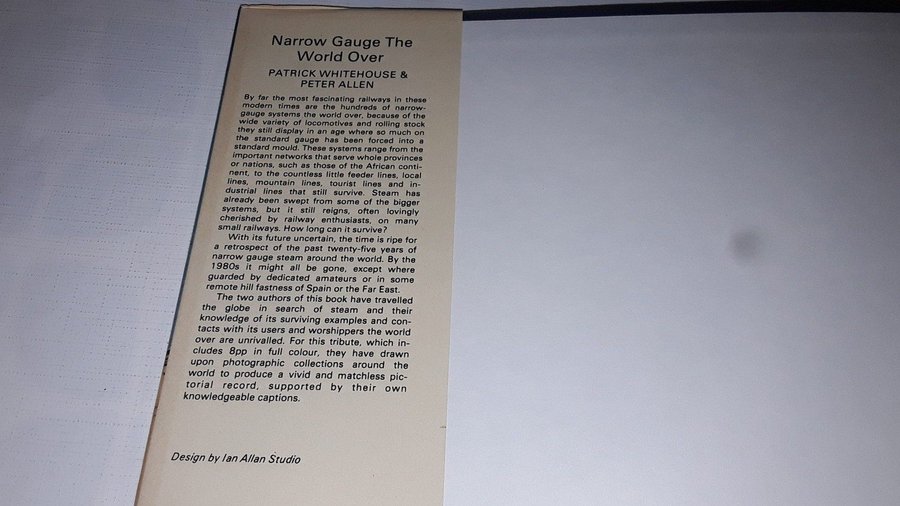 Narrow Gauge The
World Over
PATRICK WHITEHOUSE &
PETER ALLEN
By far the most fascinating railways in these
modern times are the hundreds of narrow-
gauge systems the world over, because of the
wide variety of locomotives and rolling stock
they still display in an age where so much on
the standard gauge has been forced into a
standard mould. These systems range from the
important networks that serve whole provinces
or nations, such as those of the African conti-
nent, to the countless little feeder lines, local
lines, mountain lines, tourist lines and in-
dustrial lines that still survive. Steam has
already been swept from some of the bigger
systems, but it still reigns, often lovingly
cherished by railway enthusiasts, on many
small railways. How long can it survive?
With its future uncertain, the time is ripe for
a retrospect of the past twenty-five years of
narrow gauge steam around the world. By the
1980s it might all be gone, except where
guarded by dedicated amateurs or in some
remote hill fastness of Spain or the Far East.
The two authors of this book have travelled
the globe in search of steam and their
knowledge of its surviving examples and con-
tacts with its users and worshippers the world
over are unrivalled. For this tribute, which in-
cludes 8pp in full colour, they have drawn
upon photographic collections around the
world to produce a vivid and matchless pic-
torial record, supported by their own
knowledgeable captions.
Design by Ian Allan Studio